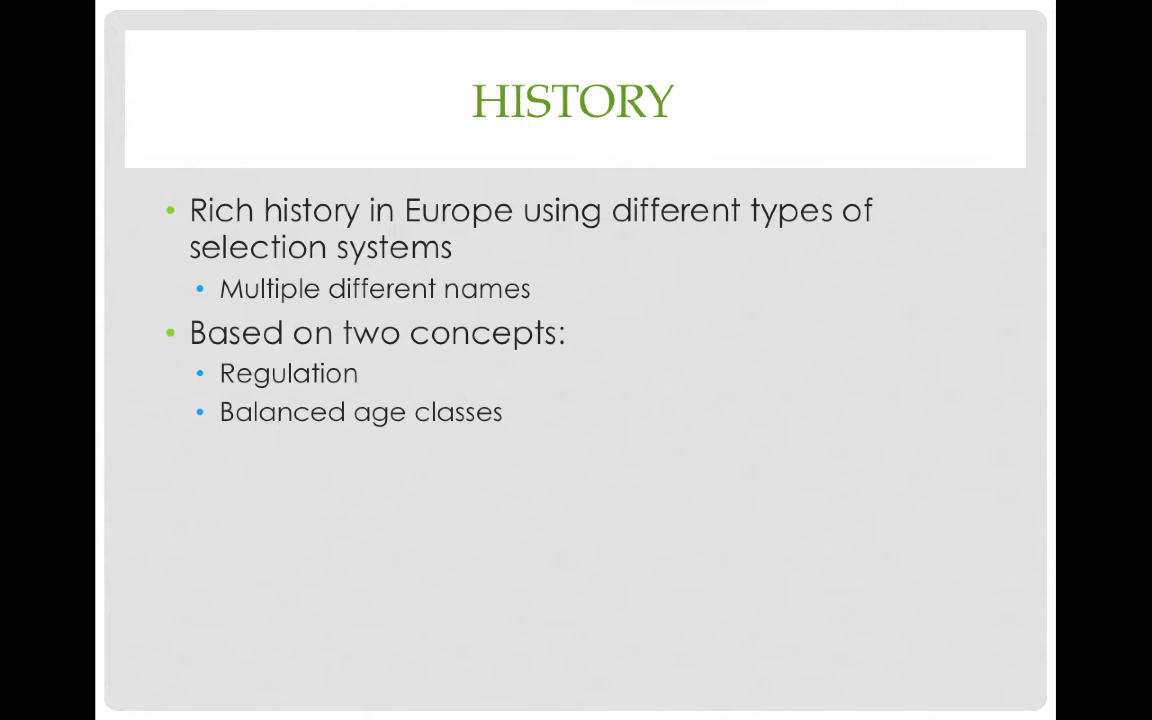 HISTORY
• Rich history in Europe using different types of
selection systems
• Multiple different names
• Based on two concepts:
• Regulation
• Balanced age classes